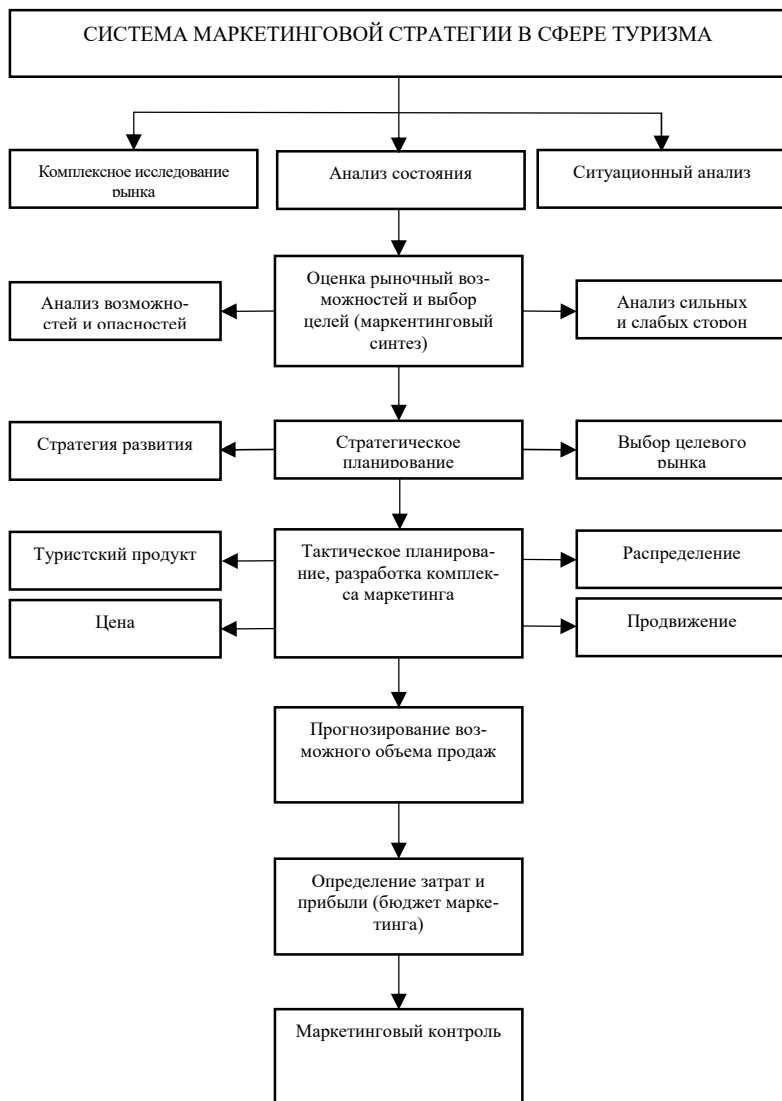 СИСТЕМА МАРКЕТИНГОВОЙ СТРАТЕГИИ В СФЕРЕ ТУРИЗМА
Комплексное исследование
рынка
Анализ состояния
Ситуационный анализ
Анализ возможно-
стей и опасностей
Оценка рыночный воз-
можностей и выбор
целей (маркентинговый
синтез)
Анализ сильных
и слабых сторон
Стратегия развития
Стратегическое
планирование
Выбор целевого
рынка
Туристский продукт
Цена
Тактическое планирова-
ние, разработка комплек-
са маркетинга
Распределение
Продвижение
Прогнозирование воз-
можного объема продаж
Определение затрат и
прибыли (бюджет марке-
тинга)
Маркетинговый контроль